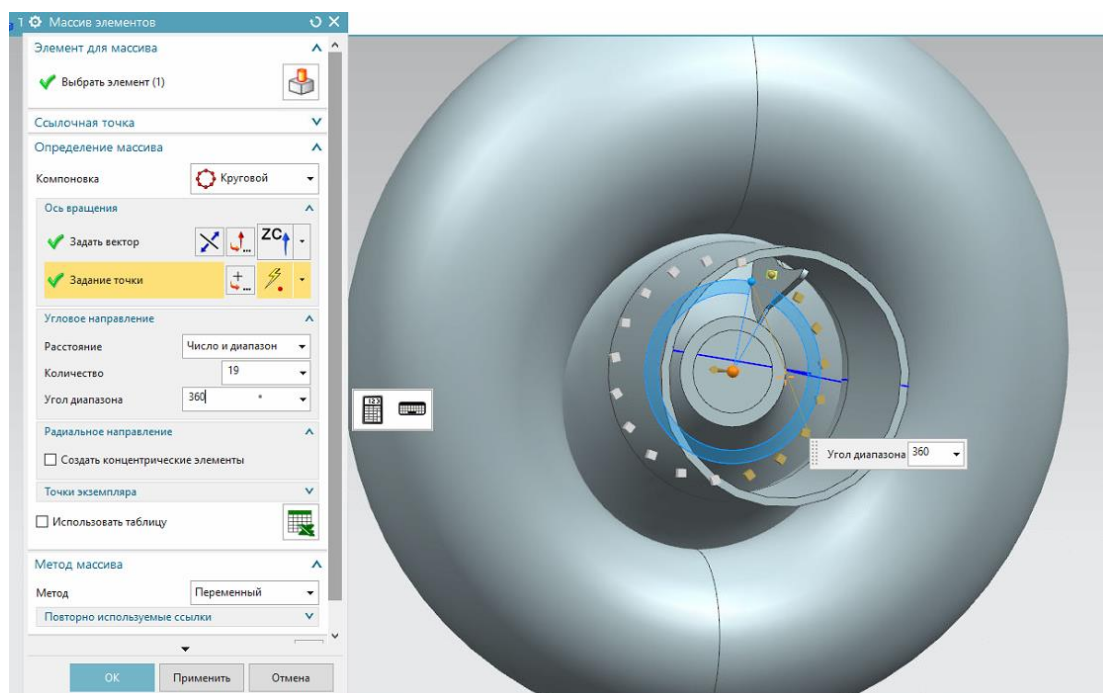 Массив элементов
Элемент для массива
Выбрать элемент (1)
Ссылочная точка
Определение массива
Компоновка
Круговой
Ось вращения
Задать вектор
ZC
Задание точки
Угловое направление
Расстояние
Число и диапазон
Количество
19
Угол диапазона
360 °
Радиальное направление
Создать концентрические элементы
Точки экземпляра
Использовать таблицу
Метод массива
Метод
Переменный
Повторно используемые ссылки
ОК
Применить
Отмена
123
Угол диапазона 360